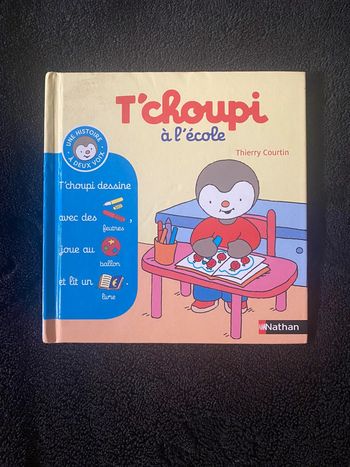 T'choupi
à l'école
Thierry Courtin
UNE HISTOIRE
À DEUX VOIX
T'choupi dessine
avec des ,
feutres
joue au
ballon
et lit un .
livre
Nathan